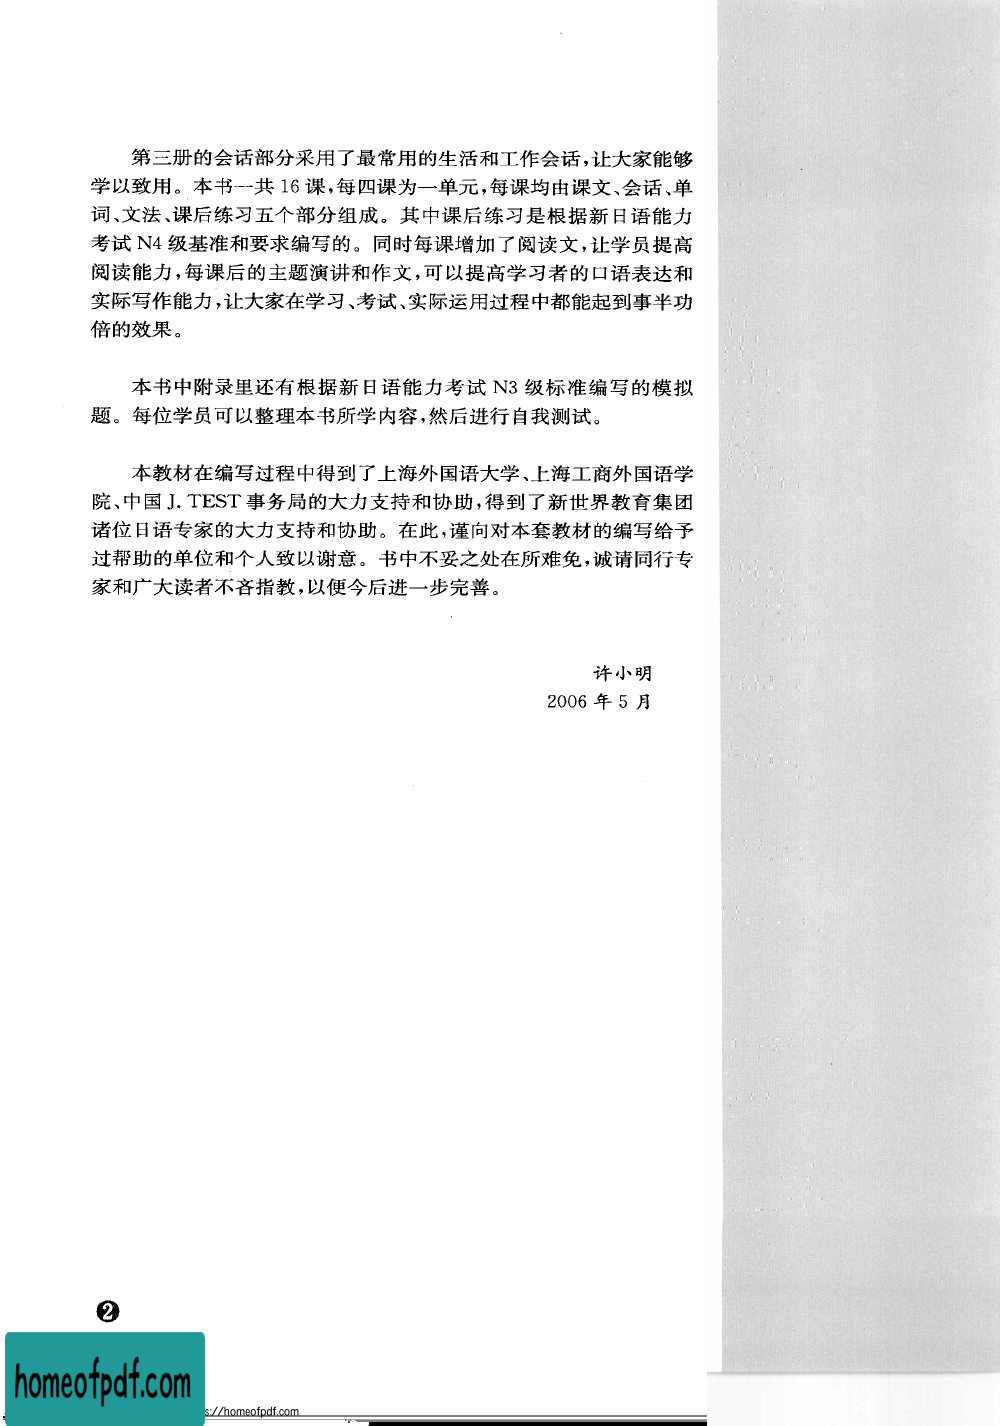 第三册的会话部分采用了最常用的生活和工作会话,让大家能够
学以致用。本书一共 16 课,每四课为一单元,每课均由课文、会话、单
词、文法、课后练习五个部分组成。其中课后练习是根据新日语能力
考试 N4 级基准和要求编写的。同时每课增加了阅读文,让学员提高
阅读能力,每课后的主题演讲和作文,可以提高学习者的口语表达和
实际写作能力,让大家在学习、考试、实际运用过程中都能起到事半功
倍的效果。
本书中附录里还有根据新日语能力考试 N3 级标准编写的模拟
题。每位学员可以整理本书所学内容,然后进行自我测试。
本教材在编写过程中得到了上海外国语大学、上海工商外国语学
院、中国 J. TEST 事务局的大力支持和协助,得到了新世界教育集团
诸位日语专家的大力支持和协助。在此,谨向对本套教材的编写给予
过帮助的单位和个人致以谢意。书中不妥之处在所难免,诚请同行专
家和广大读者不吝指教,以便今后进一步完善。
许小明
2006 年 5 月
2
homeofpdf.com
s://homeofpdf.com